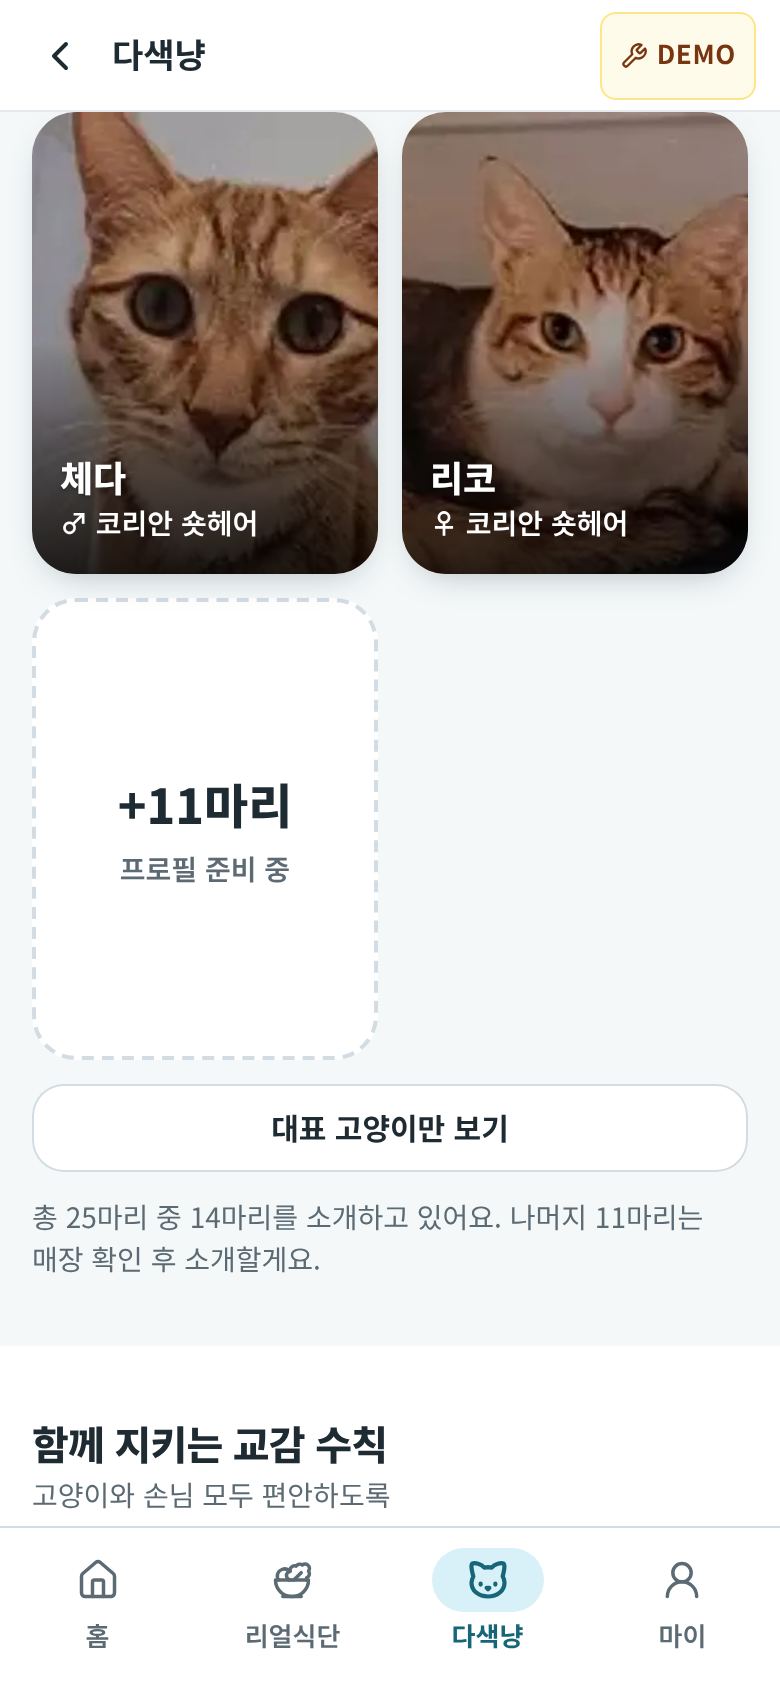 다색냥
DEMO
체다
♂ 코리안 숏헤어
리코
♀ 코리안 숏헤어
+11마리
프로필 준비 중
대표 고양이만 보기
총 25마리 중 14마리를 소개하고 있어요. 나머지 11마리는
매장 확인 후 소개할게요.
함께 지키는 교감 수칙
고양이와 손님 모두 편안하도록
홈
리얼식단
다색냥
마이